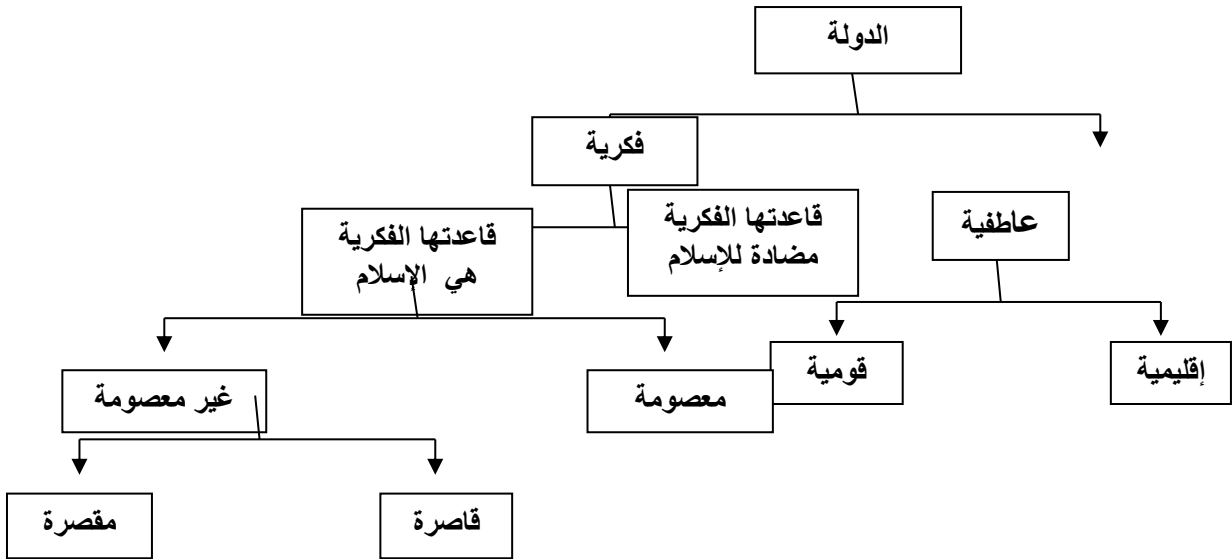 الدولة
فكرية
عاطفية
قاعدتها الفكرية
مضادة للإسلام
قاعدتها الفكرية
هي الإسلام
إقليمية
قومية
معصومة
غير معصومة
قاصرة
مقصرة